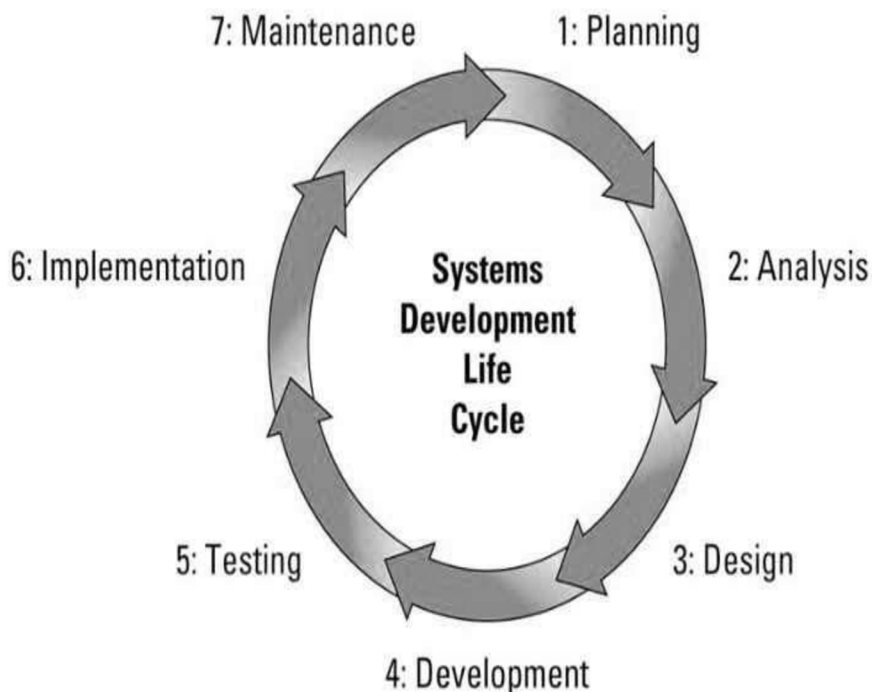 7: Maintenance
1: Planning
6: Implementation
Systems
Development
Life
Cycle
2: Analysis
5: Testing
3: Design
4: Development